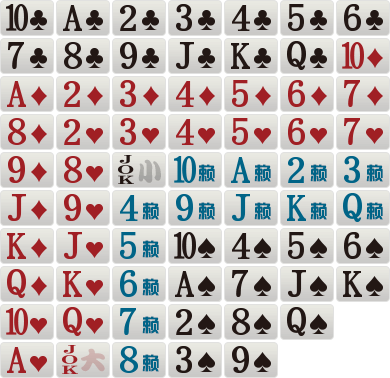 10♣ A♣ 2♣ 3♣ 4♣ 5♣ 6♣
7♣ 8♣ 9♣ J♣ K♣ Q♣ 10♦
A♦ 2♦ 3♦ 4♦ 5♦ 6♦ 7♦
8♦ 2♥ 3♥ 4♥ 5♥ 6♥ 7♥
9♦ 8♥ JOK小 10赖 A赖 2赖 3赖
J♦ 9♥ 4赖 9赖 J赖 K赖 Q赖
K♦ J♥ 5赖 10♠ 4♠ 5♠ 6♠
Q♦ K♥ 6赖 A♠ 7♠ J♠ K♠
10♥ Q♥ 7赖 2♠ 8♠ Q♠
A♥ JOK大 8赖 3♠ 9♠